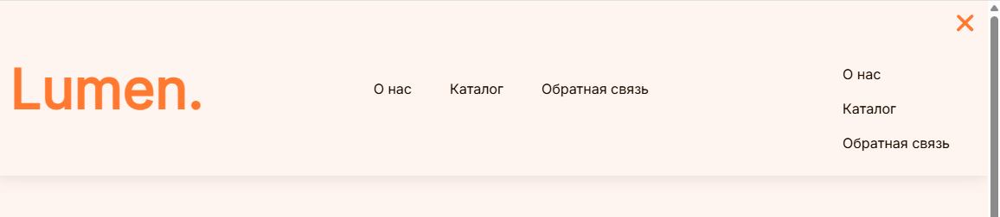 Lumen.
О нас Каталог Обратная связь
О нас
Каталог
Обратная связь